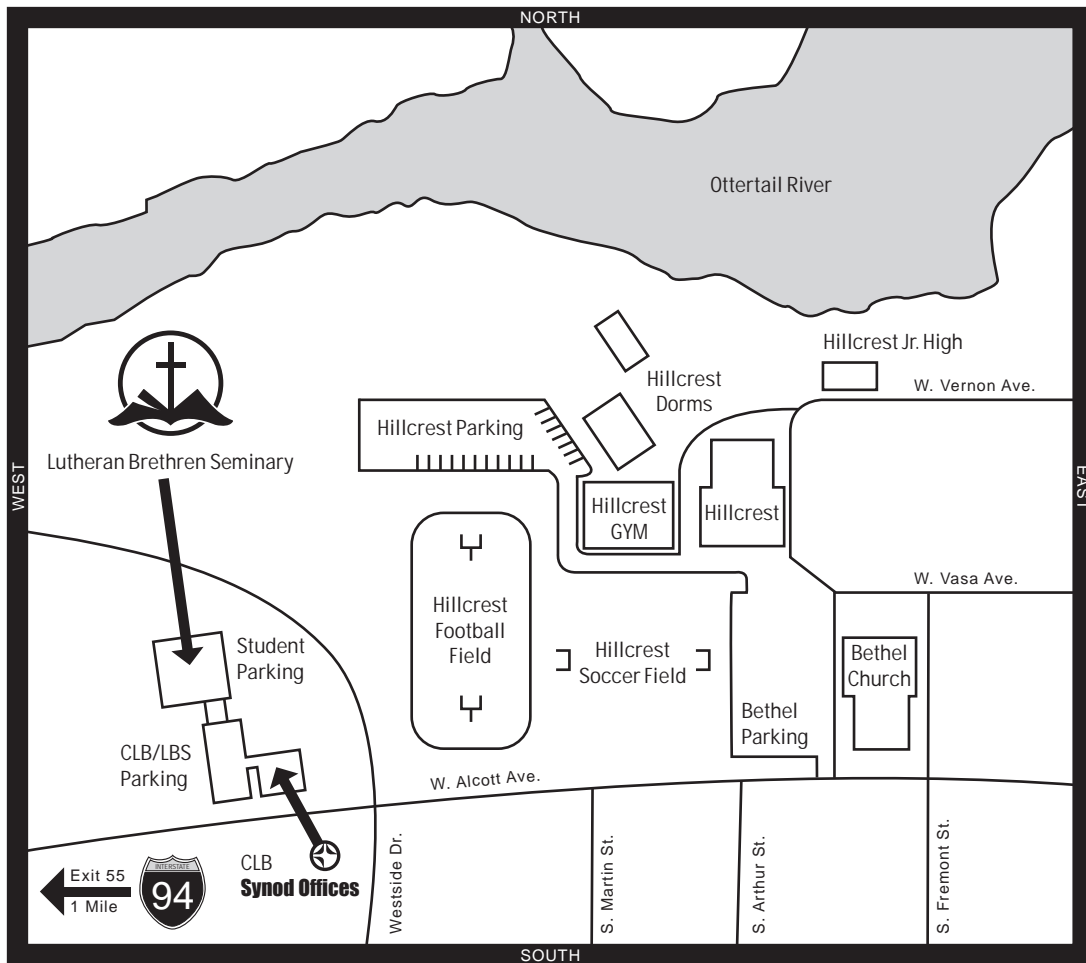 NORTH
Ottertail River
Hillcrest Jr. High
W. Vernon Ave.
Hillcrest
Dorms
Hillcrest Parking
Lutheran Brethren Seminary
WEST
EAST
Hillcrest
GYM
Hillcrest
W. Vasa Ave.
Hillcrest
Football
Field
Student
Parking
Hillcrest
Soccer Field
Bethel
Church
Bethel
Parking
CLB/LBS
Parking
W. Alcott Ave.
CLB
Synod Offices
Exit 55
1 Mile
INTERSTATE
94
Westside Dr.
S. Martin St.
S. Arthur St.
S. Fremont St.
SOUTH